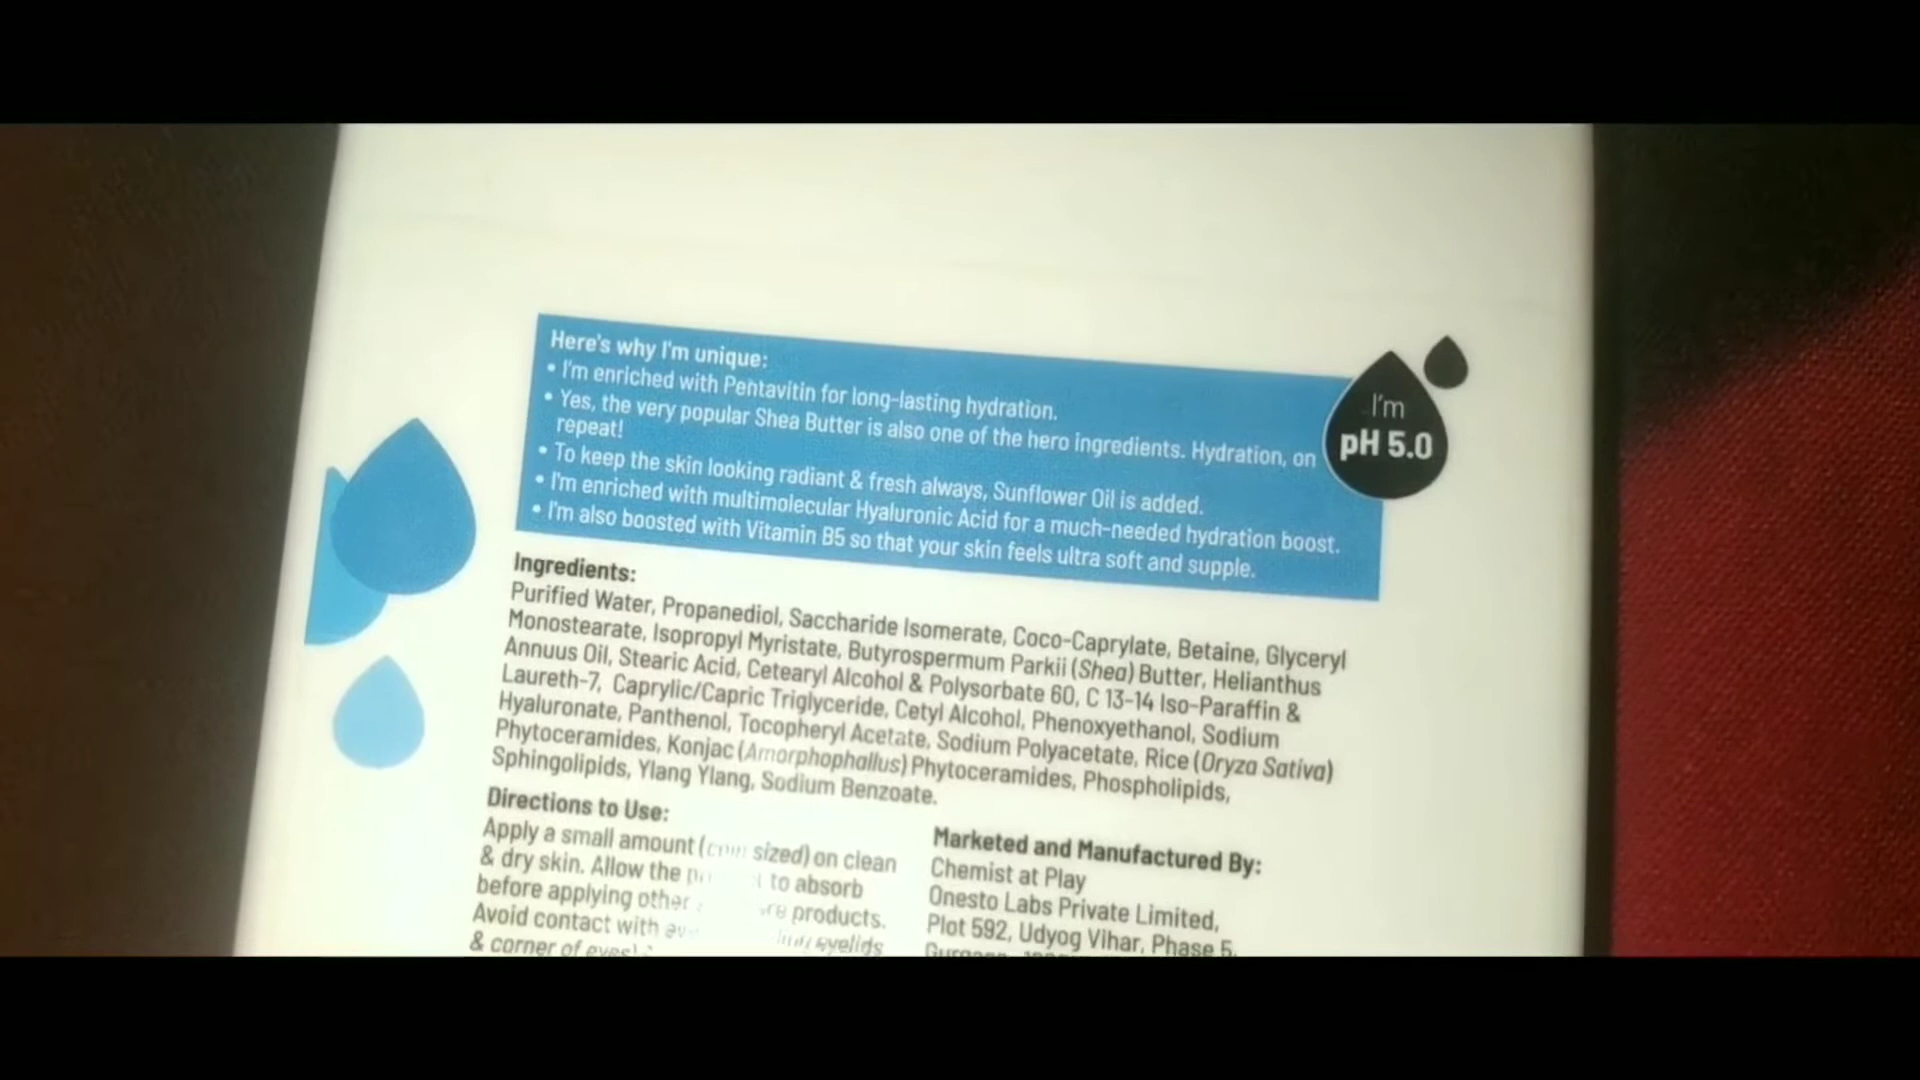 Here's why I'm unique:
• I'm enriched with Pentavitin for long-lasting hydration.
• Yes, the very popular Shea Butter is also one of the hero ingredients. Hydration, on
repeat!
• To keep the skin looking radiant & fresh always, Sunflower Oil is added.
• I'm enriched with multimolecular Hyaluronic Acid for a much-needed hydration boost.
• I'm also boosted with Vitamin B5 so that your skin feels ultra soft and supple.
I'm
pH 5.0
Ingredients:
Purified Water, Propanediol, Saccharide Isomerate, Coco-Caprylate, Betaine, Glyceryl
Monostearate, Isopropyl Myristate, Butyrospermum Parkii (Shea) Butter, Helianthus
Annuus Oil, Stearic Acid, Cetearyl Alcohol & Polysorbate 60, C 13-14 Iso-Paraffin &
Laureth-7, Caprylic/Capric Triglyceride, Cetyl Alcohol, Phenoxyethanol, Sodium
Hyaluronate, Panthenol, Tocopheryl Acetate, Sodium Polyacetate, Rice (Oryza Sativa)
Phytoceramides, Konjac (Amorphophallus) Phytoceramides, Phospholipids,
Sphingolipids, Ylang Ylang, Sodium Benzoate.
Directions to Use:
Apply a small amount (coin sized) on clean
& dry skin. Allow the to absorb
before applying other products.
Avoid contact with eyelids
& corner of eyes)
Marketed and Manufactured By:
Chemist at Play
Onesto Labs Private Limited,
Plot 592, Udyog Vihar, Phase 5,